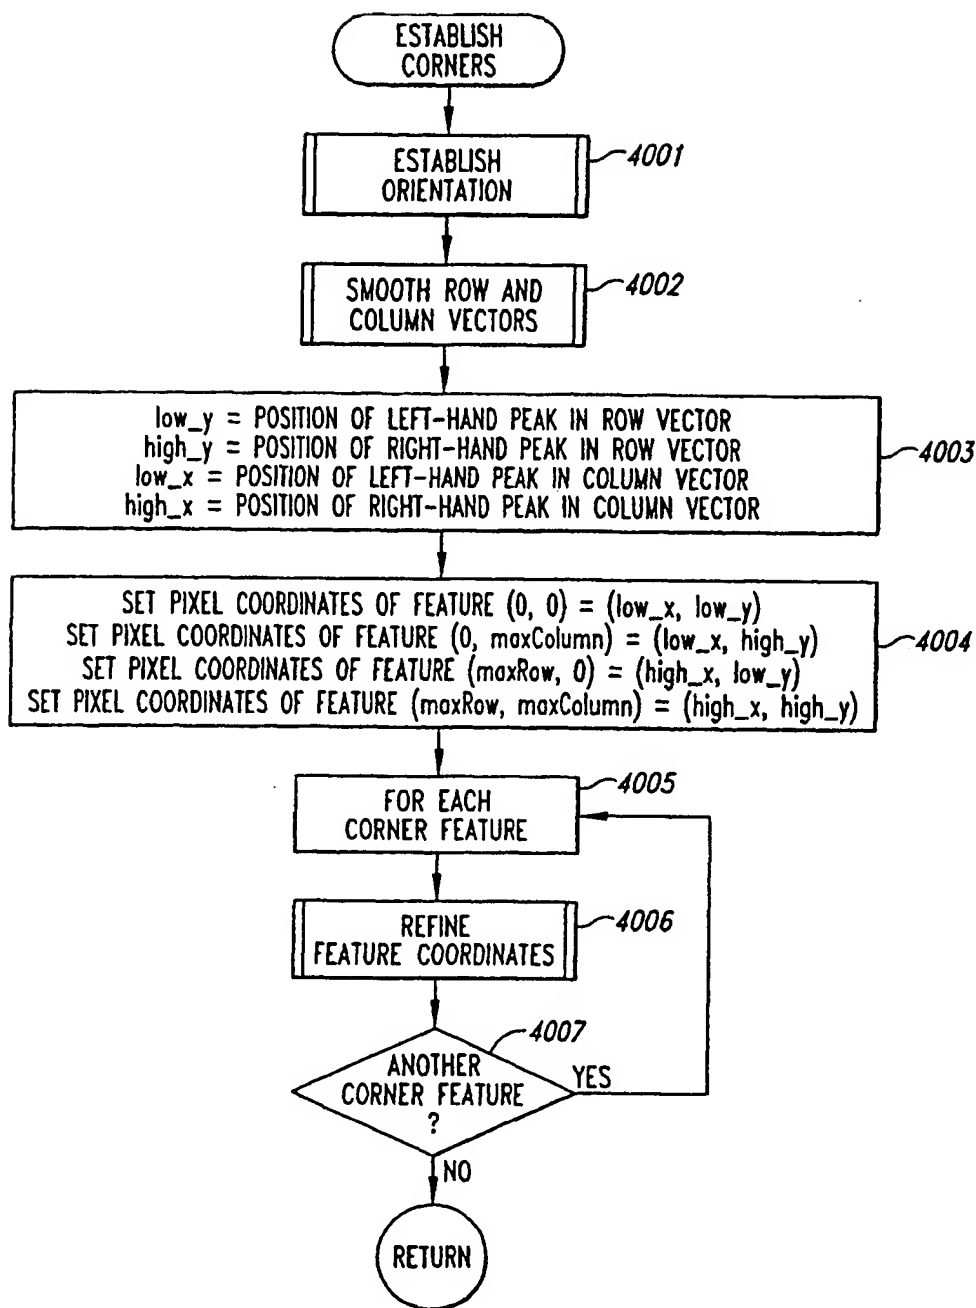 ESTABLISH
CORNERS
ESTABLISH
ORIENTATION
4001
SMOOTH ROW AND
COLUMN VECTORS
4002
low_y = POSITION OF LEFT-HAND PEAK IN ROW VECTOR
high_y = POSITION OF RIGHT-HAND PEAK IN ROW VECTOR
low_x = POSITION OF LEFT-HAND PEAK IN COLUMN VECTOR
high_x = POSITION OF RIGHT-HAND PEAK IN COLUMN VECTOR
4003
SET PIXEL COORDINATES OF FEATURE (0, 0) = (low_x, low_y)
SET PIXEL COORDINATES OF FEATURE (0, maxColumn) = (low_x, high_y)
SET PIXEL COORDINATES OF FEATURE (maxRow, 0) = (high_x, low_y)
SET PIXEL COORDINATES OF FEATURE (maxRow, maxColumn) = (high_x, high_y)
4004
FOR EACH
CORNER FEATURE
4005
REFINE
FEATURE COORDINATES
4006
ANOTHER
CORNER FEATURE
?
4007
YES
NO
RETURN